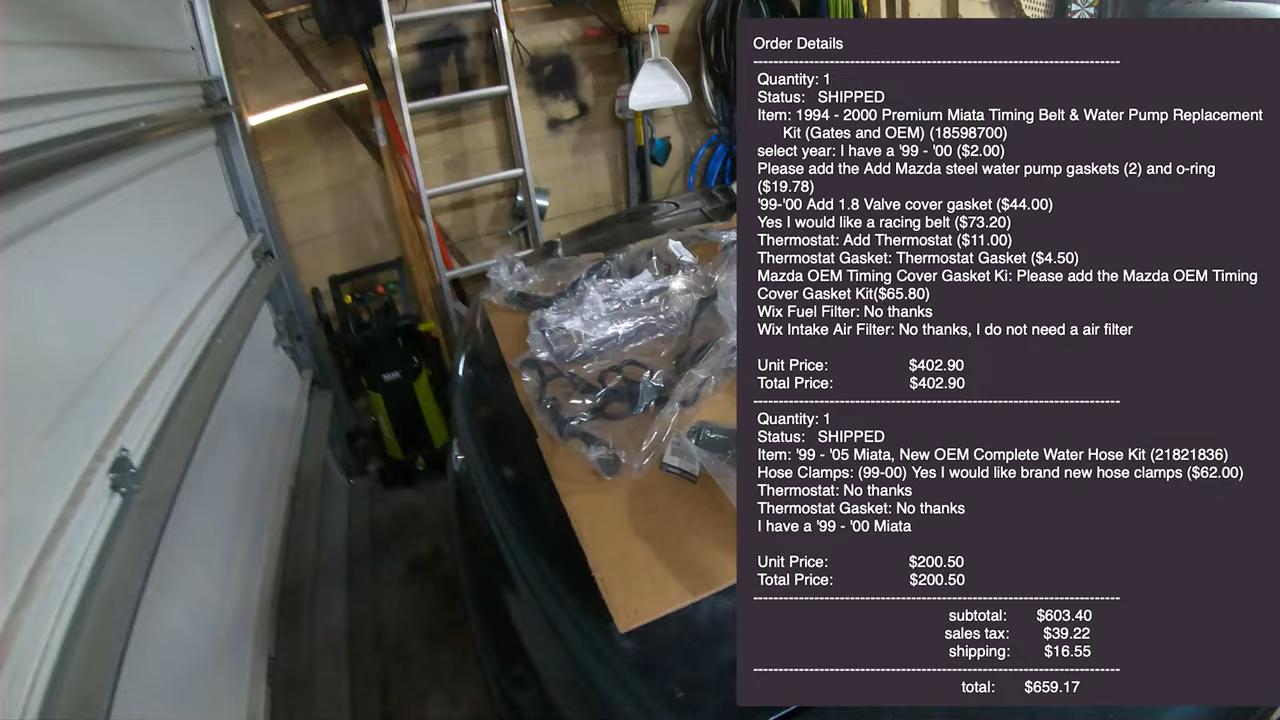 Order Details
--------------------------------------------------------------------------
Quantity: 1
Status: SHIPPED
Item: 1994 - 2000 Premium Miata Timing Belt & Water Pump Replacement
Kit (Gates and OEM) (18598700)
select year: I have a '99 - '00 ($2.00)
Please add the Add Mazda steel water pump gaskets (2) and o-ring
($19.78)
'99-'00 Add 1.8 Valve cover gasket ($44.00)
Yes I would like a racing belt ($73.20)
Thermostat: Add Thermostat ($11.00)
Thermostat Gasket: Thermostat Gasket ($4.50)
Mazda OEM Timing Cover Gasket Ki: Please add the Mazda OEM Timing
Cover Gasket Kit($65.80)
Wix Fuel Filter: No thanks
Wix Intake Air Filter: No thanks, I do not need a air filter
Unit Price: $402.90
Total Price: $402.90
--------------------------------------------------------------------------
Quantity: 1
Status: SHIPPED
Item: '99 - '05 Miata, New OEM Complete Water Hose Kit (21821836)
Hose Clamps: (99-00) Yes I would like brand new hose clamps ($62.00)
Thermostat: No thanks
Thermostat Gasket: No thanks
I have a '99 - '00 Miata
Unit Price: $200.50
Total Price: $200.50
--------------------------------------------------------------------------
subtotal: $603.40
sales tax: $39.22
shipping: $16.55
--------------------------------------------------------------------------
total: $659.17